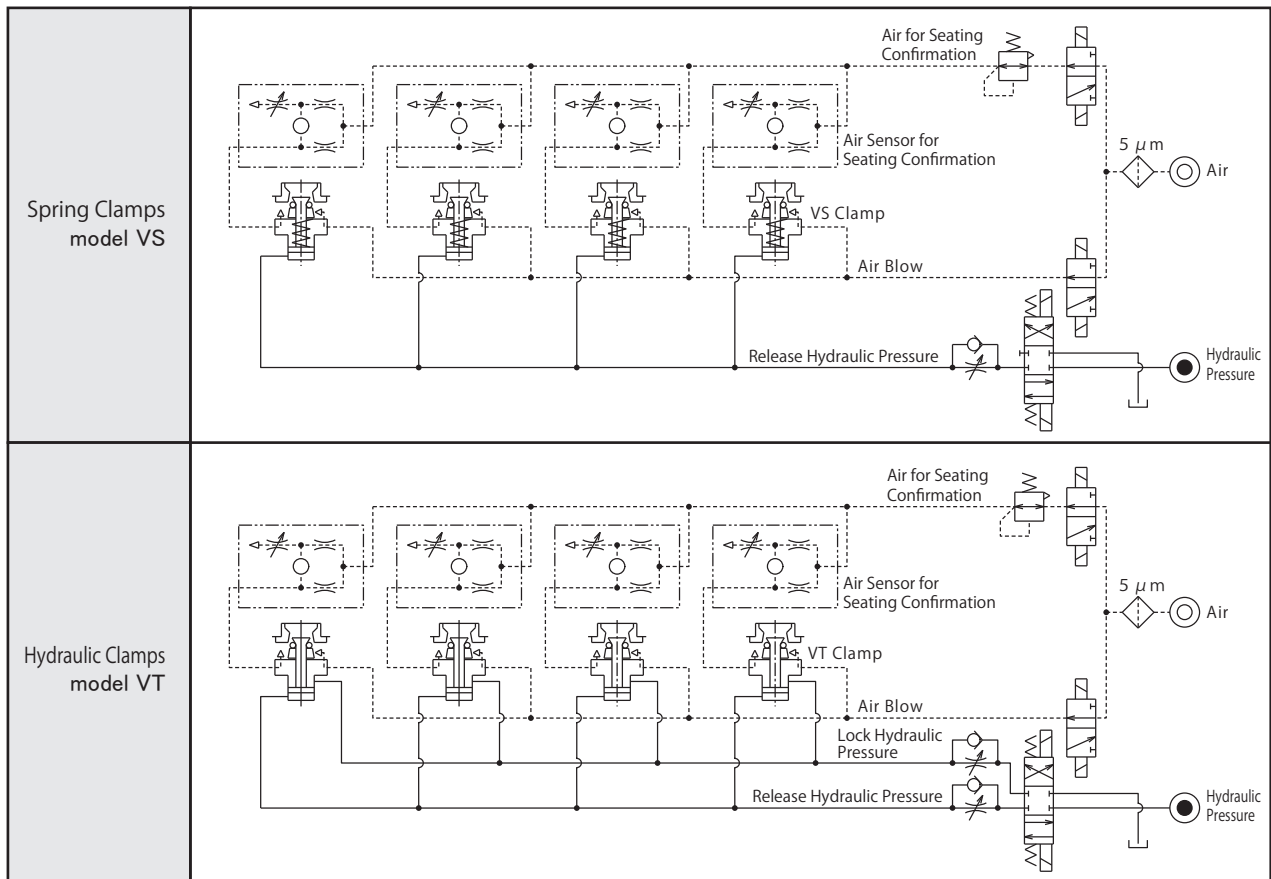 Spring Clamps
model VS
Air for Seating
Confirmation
5 μm
Air
Air Sensor for
Seating Confirmation
VS Clamp
Air Blow
Release Hydraulic Pressure
Hydraulic
Pressure
Hydraulic Clamps
model VT
Air for Seating
Confirmation
5 μm
Air
Air Sensor for
Seating Confirmation
VT Clamp
Air Blow
Lock Hydraulic
Pressure
Release Hydraulic Pressure
Hydraulic
Pressure